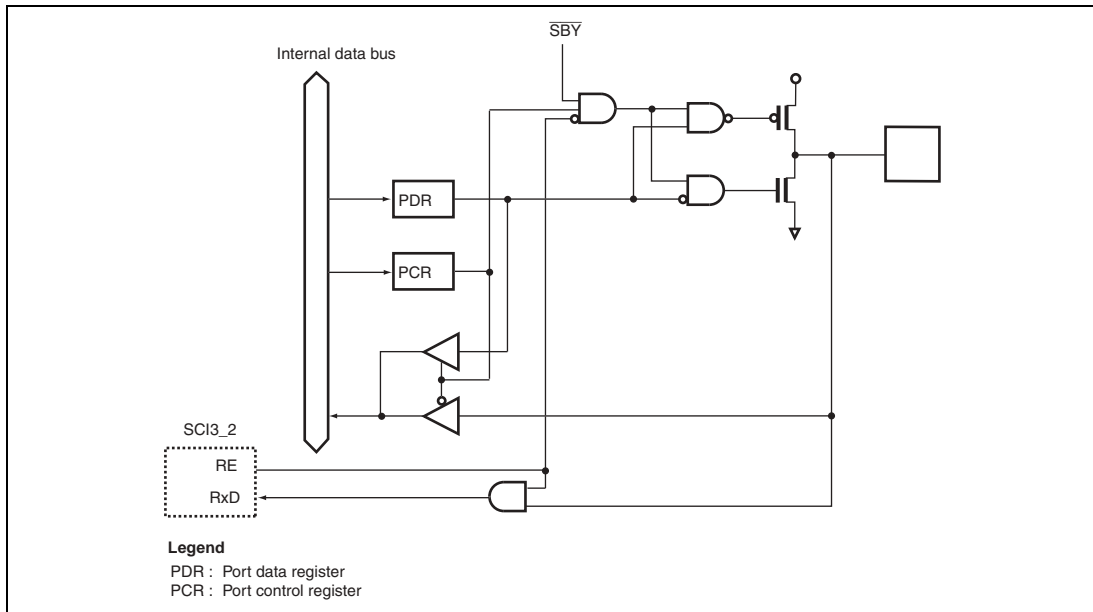 SBY
Internal data bus
PDR
PCR
SCI3_2
RE
RxD
Legend
PDR : Port data register
PCR : Port control register